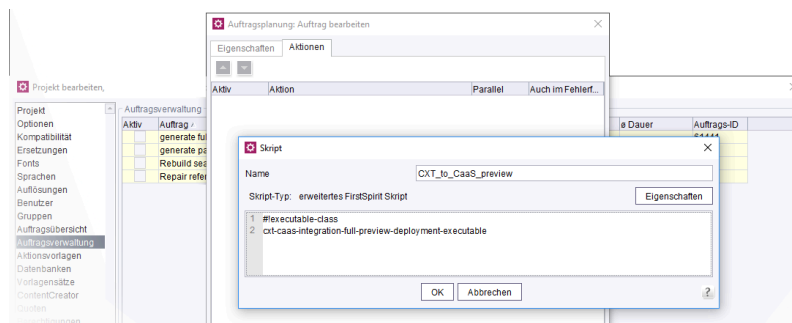 Auftragsplanung: Auftrag bearbeiten
Eigenschaften Aktionen
Aktiv Aktion Parallel Auch im Fehlerf...
Projekt bearbeiten,
Projekt
Optionen
Kompatibilität
Ersetzungen
Fonts
Sprachen
Auflösungen
Benutzer
Gruppen
Auftragsübersicht
Auftragsverwaltung
Aktionsvorlagen
Datenbanken
Vorlagensätze
ContentCreator
Quoten
Auftragsverwaltung
Aktiv Auftrag
generate ful
generate pa
Rebuild sea
Repair refer
ø Dauer Auftrags-ID
Skript
Name CXT_to_CaaS_preview
Skript-Typ: erweitertes FirstSpirit Skript Eigenschaften
1 #!executable-class
2 cxt-caas-integration-full-preview-deployment-executable
OK Abbrechen ?